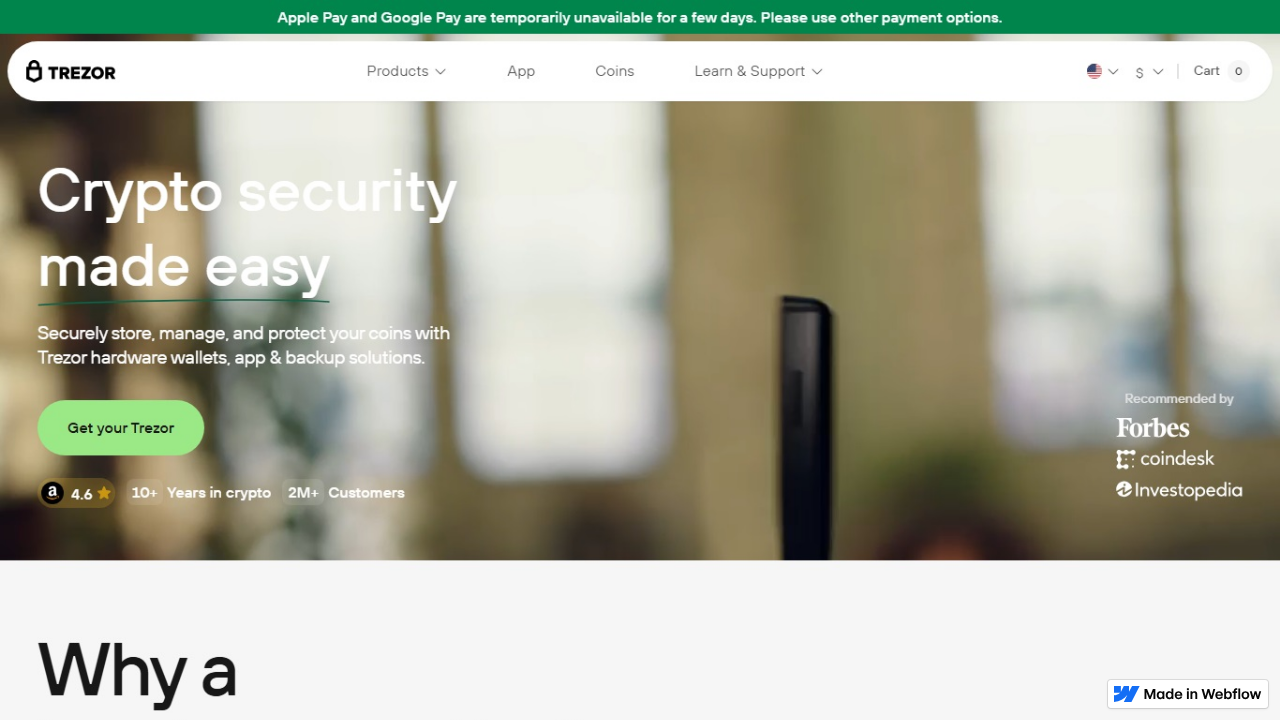 Apple Pay and Google Pay are temporarily unavailable for a few days. Please use other payment options.
TREZOR
Products
App
Coins
Learn & Support
$
Cart
0
Crypto security
made easy
Securely store, manage, and protect your coins with
Trezor hardware wallets, app & backup solutions.
Get your Trezor
a 4.6
10+ Years in crypto
2M+ Customers
Recommended by
Forbes
coindesk
Investopedia
Why a
Made in Webflow